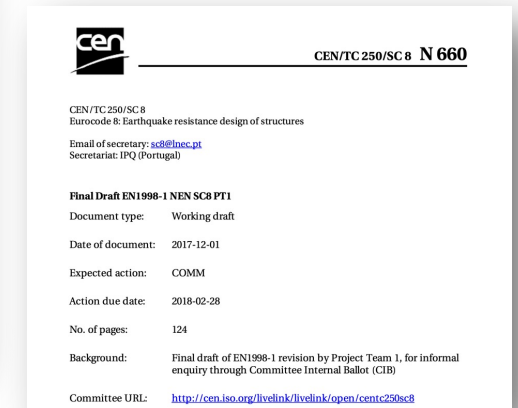 cen
CEN/TC 250/SC 8 N 660
CEN/TC 250/SC 8
Eurocode 8: Earthquake resistance design of structures
Email of secretary: sc8@lnec.pt
Secretariat: IPQ (Portugal)
Final Draft EN1998-1 NEN SC8 PT1
Document type: Working draft
Date of document: 2017-12-01
Expected action: COMM
Action due date: 2018-02-28
No. of pages: 124
Background: Final draft of EN1998-1 revision by Project Team 1, for informal
enquiry through Committee Internal Ballot (CIB)
Committee URL: http://cen.iso.org/livelink/livelink/open/centc250sc8